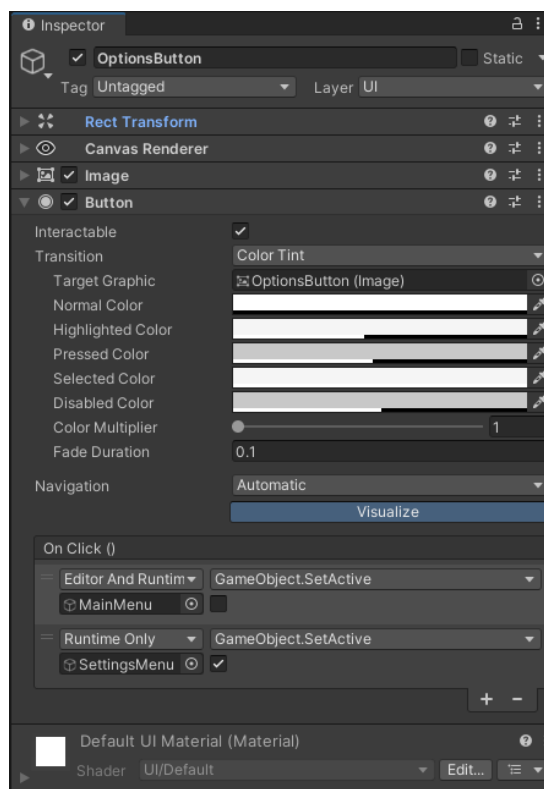 Inspector
OptionsButton Static
Tag Untagged Layer UI
Rect Transform
Canvas Renderer
Image
Button
Interactable
Transition Color Tint
Target Graphic OptionsButton (Image)
Normal Color
Highlighted Color
Pressed Color
Selected Color
Disabled Color
Color Multiplier 1
Fade Duration 0.1
Navigation Automatic
Visualize
On Click ()
Editor And Runtim GameObject.SetActive
MainMenu
Runtime Only GameObject.SetActive
SettingsMenu
+ −
Default UI Material (Material)
Shader UI/Default Edit...